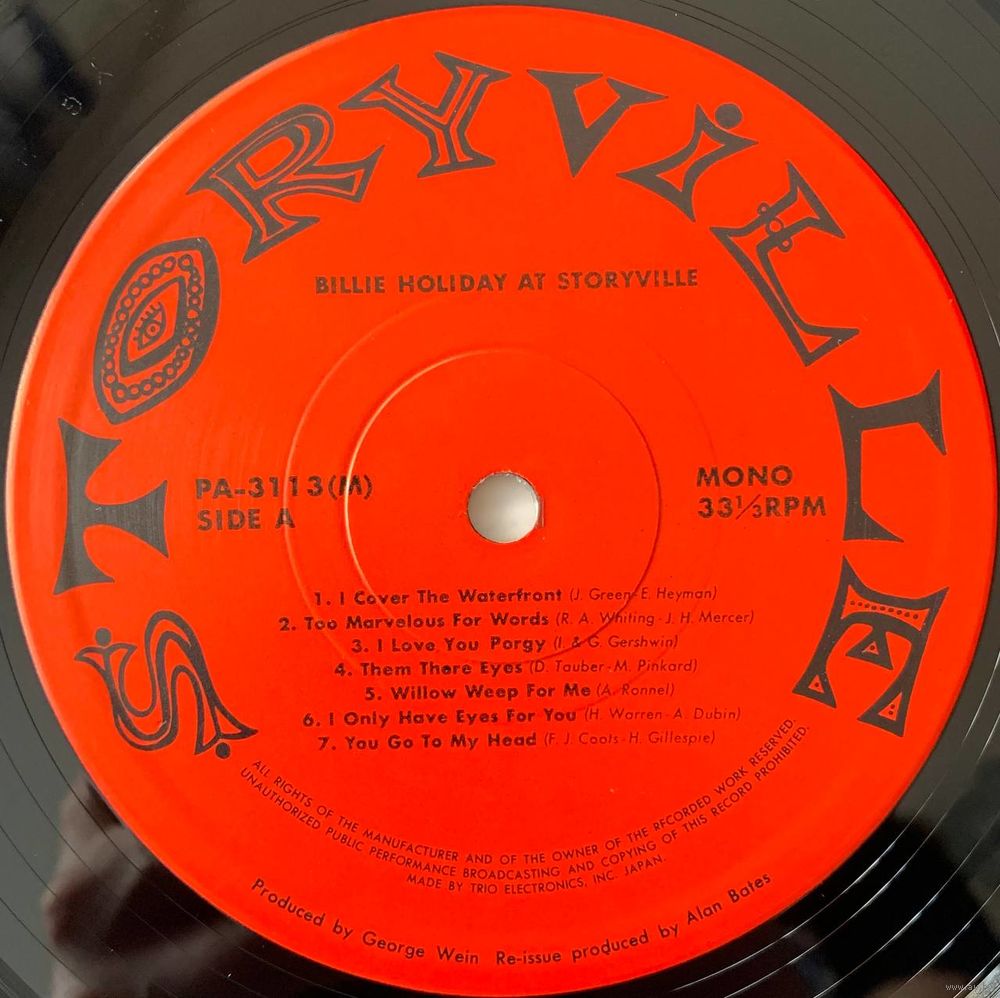 STORYViLLE
BILLIE HOLIDAY AT STORYVILLE
PA-3113(M)
SIDE A
MONO
33⅓RPM
1. I Cover The Waterfront (J. Green-E. Heyman)
2. Too Marvelous For Words (R. A. Whiting-J. H. Mercer)
3. I Love You Porgy (I. & G. Gershwin)
4. Them There Eyes (D. Tauber-M. Pinkard)
5. Willow Weep For Me (A. Ronnel)
6. I Only Have Eyes For You (H. Warren-A. Dubin)
7. You Go To My Head (F. J. Coots-H. Gillespie)
ALL RIGHTS OF THE MANUFACTURER AND OF THE OWNER OF THE RECORDED WORK RESERVED.
UNAUTHORIZED PUBLIC PERFORMANCE BROADCASTING AND COPYING OF THIS RECORD PROHIBITED.
MADE BY TRIO ELECTRONICS, INC. JAPAN.
Produced by George Wein Re-issue produced by Alan Bates